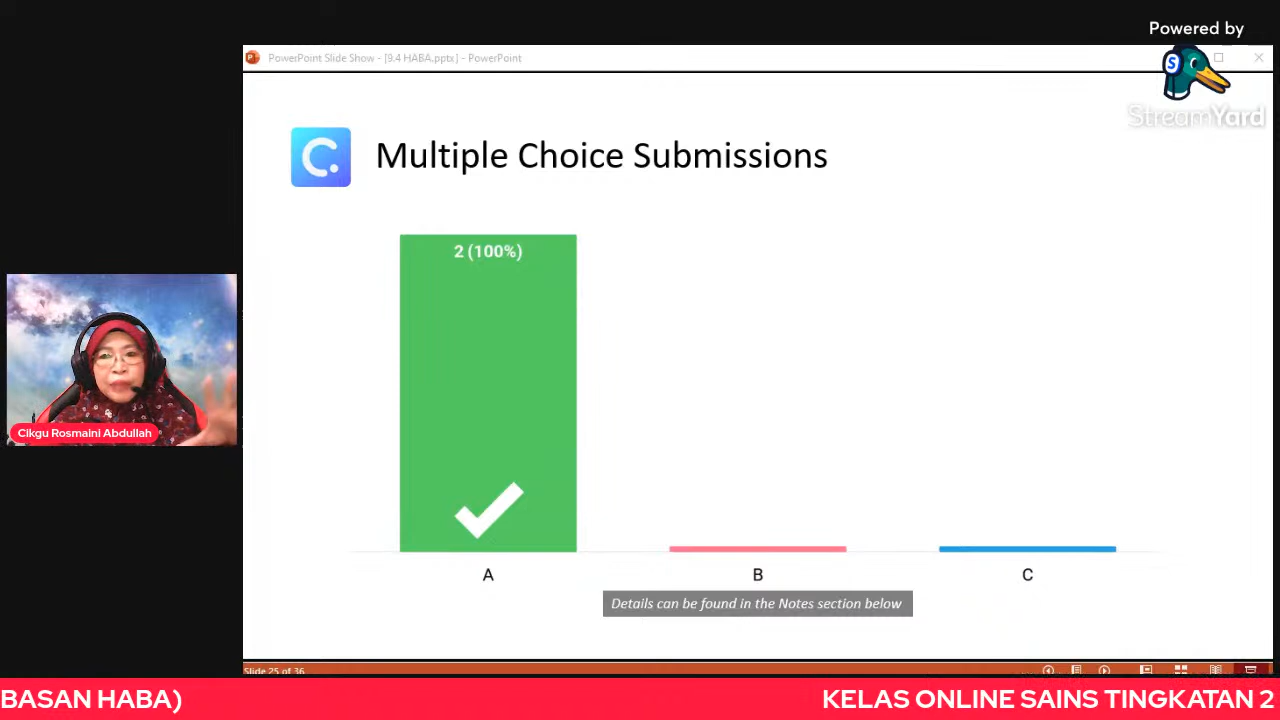 Powered by
StreamYard
PowerPoint Slide Show - [9.4 HABA.pptx] - PowerPoint
Multiple Choice Submissions
2 (100%)
A
B
C
Details can be found in the Notes section below
Cikgu Rosmaini Abdullah
Slide 25 of 36
BASAN HABA)
KELAS ONLINE SAINS TINGKATAN 2